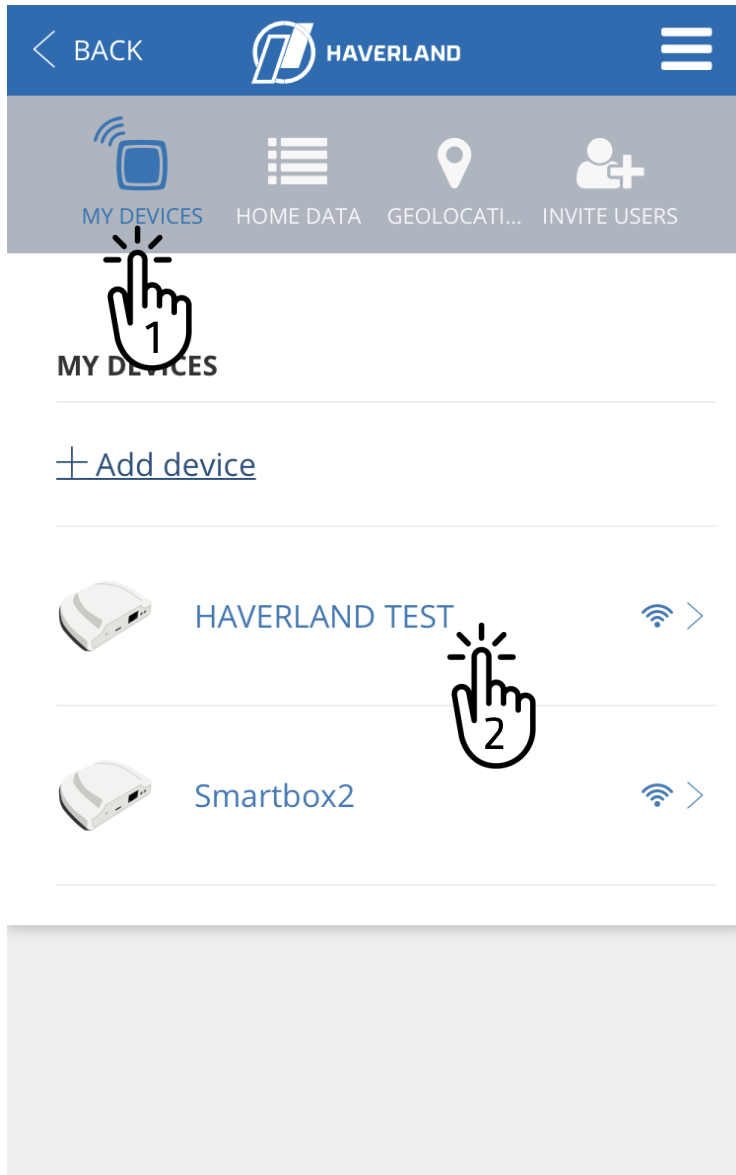 BACK
HAVERLAND
MY DEVICES HOME DATA GEOLOCATI... INVITE USERS
1
MY DEVICES
+ Add device
HAVERLAND TEST
2
Smartbox2